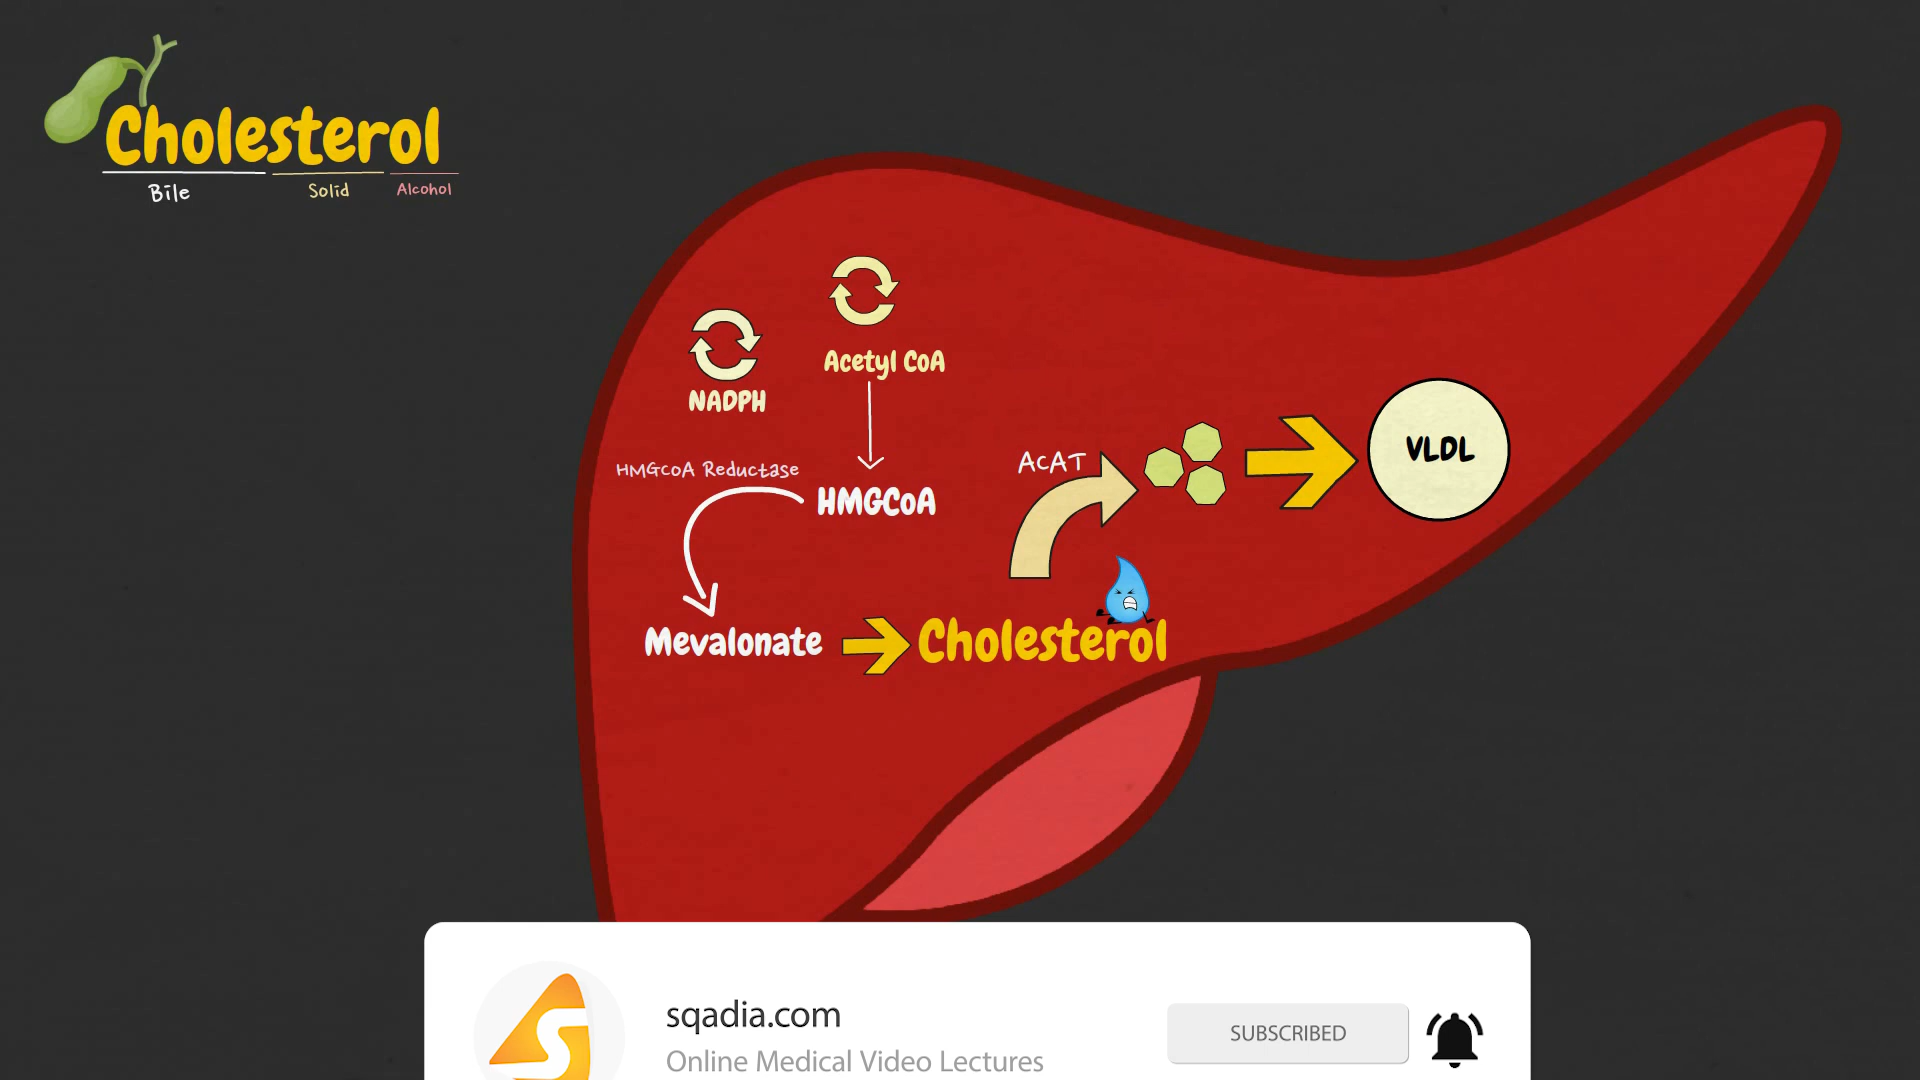 Cholesterol
Bile Solid Alcohol
NADPH
Acetyl CoA
HMGCoA Reductase
HMGCoA
Mevalonate
Cholesterol
ACAT
VLDL
sqadia.com
Online Medical Video Lectures
SUBSCRIBED